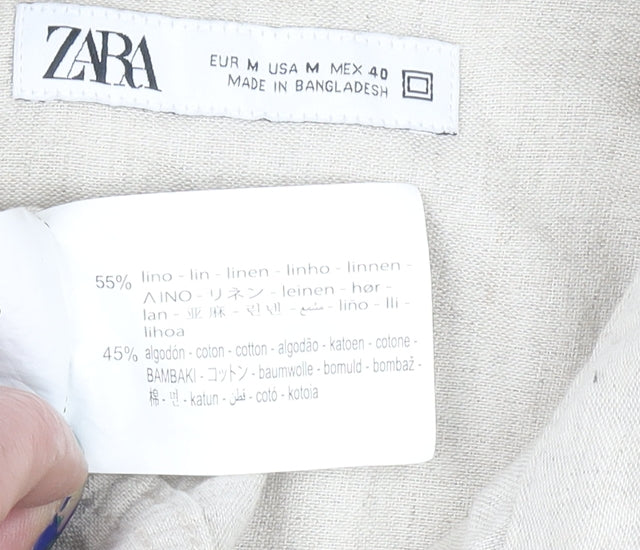 ZARA
EUR M USA M MEX 40
MADE IN BANGLADESH
55% lino - lin - linen - linho - linnen -
ΛΙΝΟ - リネン - leinen - hør -
lan - 亚麻 - 린넨 - - liño - lli -
lihoa
45% algodón - coton - cotton - algodão - katoen - cotone -
BAMBAKI - コットン - baumwolle - bomuld - bombaž -
棉 - 면 - katun - قطن - cotó - kotoia